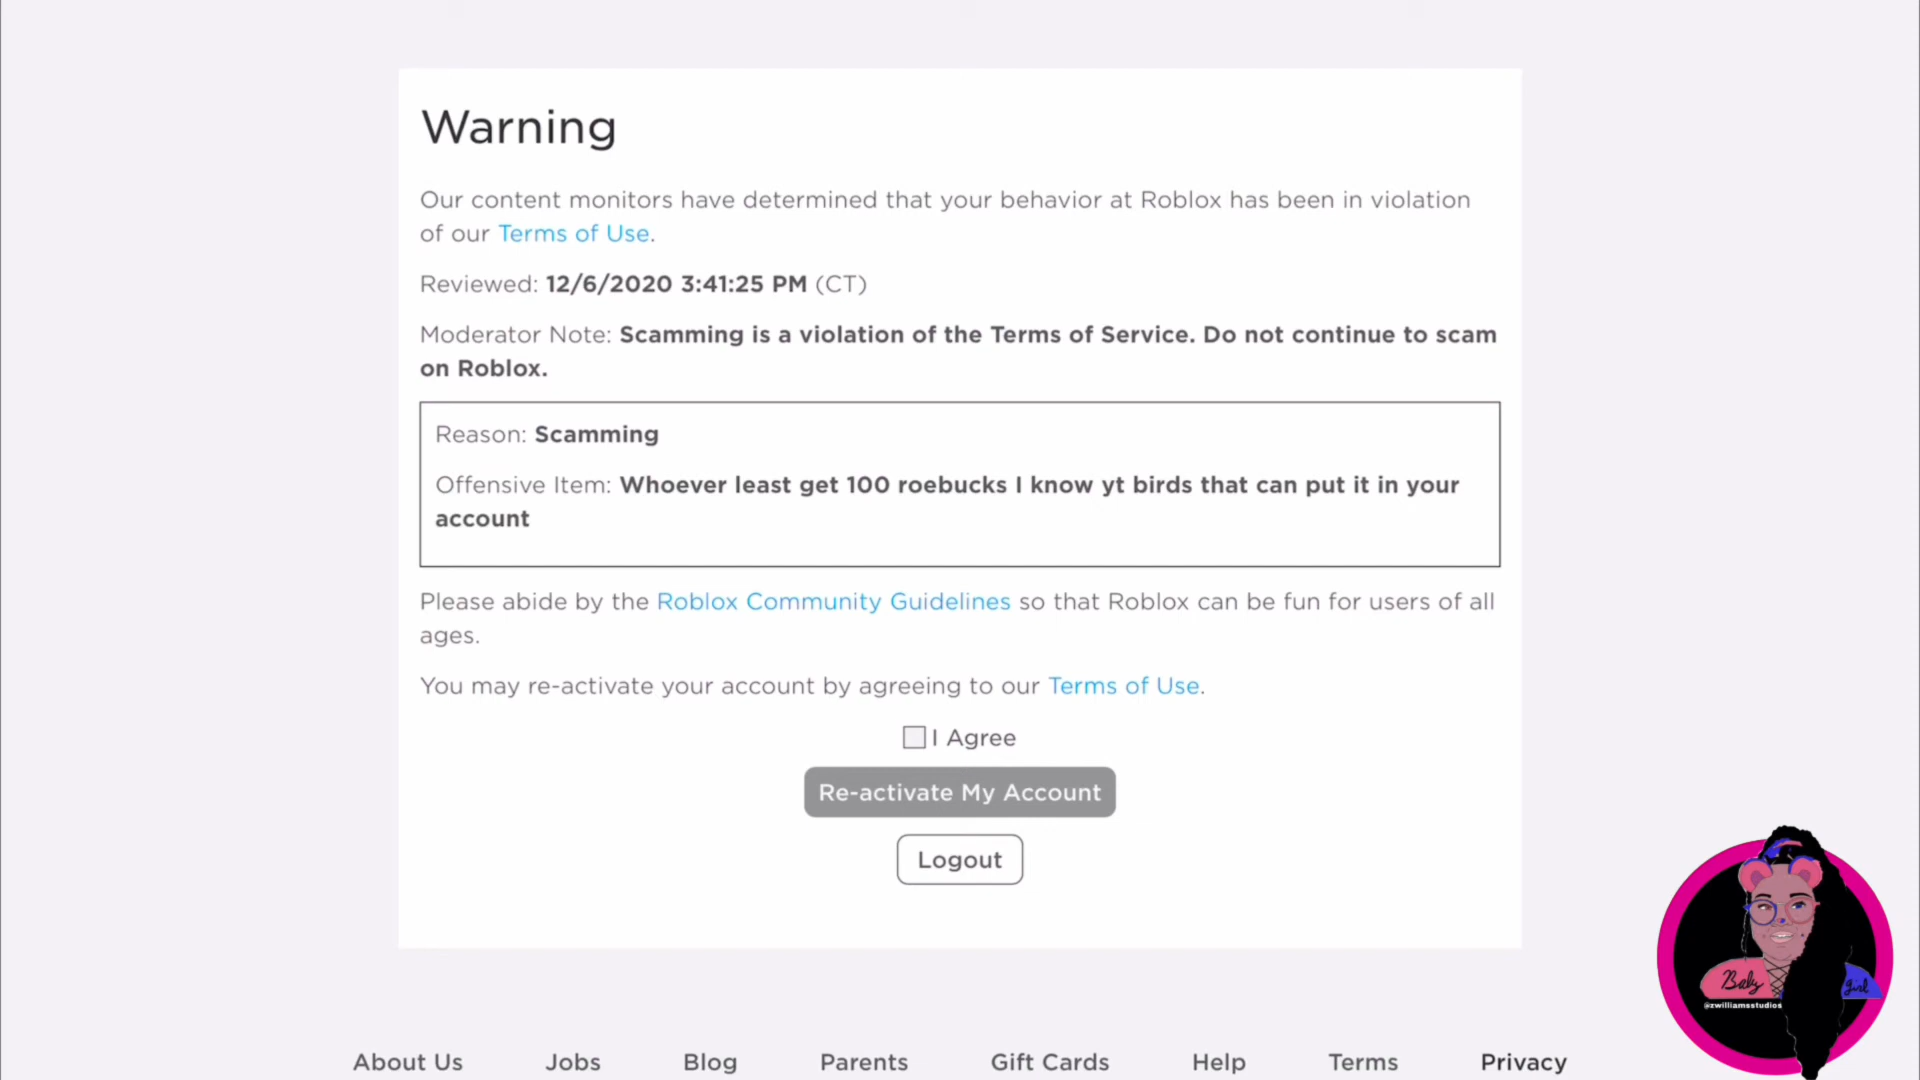 Warning
Our content monitors have determined that your behavior at Roblox has been in violation
of our Terms of Use.
Reviewed: 12/6/2020 3:41:25 PM (CT)
Moderator Note: Scamming is a violation of the Terms of Service. Do not continue to scam
on Roblox.
Reason: Scamming
Offensive Item: Whoever least get 100 roebucks I know yt birds that can put it in your
account
Please abide by the Roblox Community Guidelines so that Roblox can be fun for users of all
ages.
You may re-activate your account by agreeing to our Terms of Use.
I Agree
Re-activate My Account
Logout
Baby girl
@zwilliamsstudios
About Us Jobs Blog Parents Gift Cards Help Terms Privacy